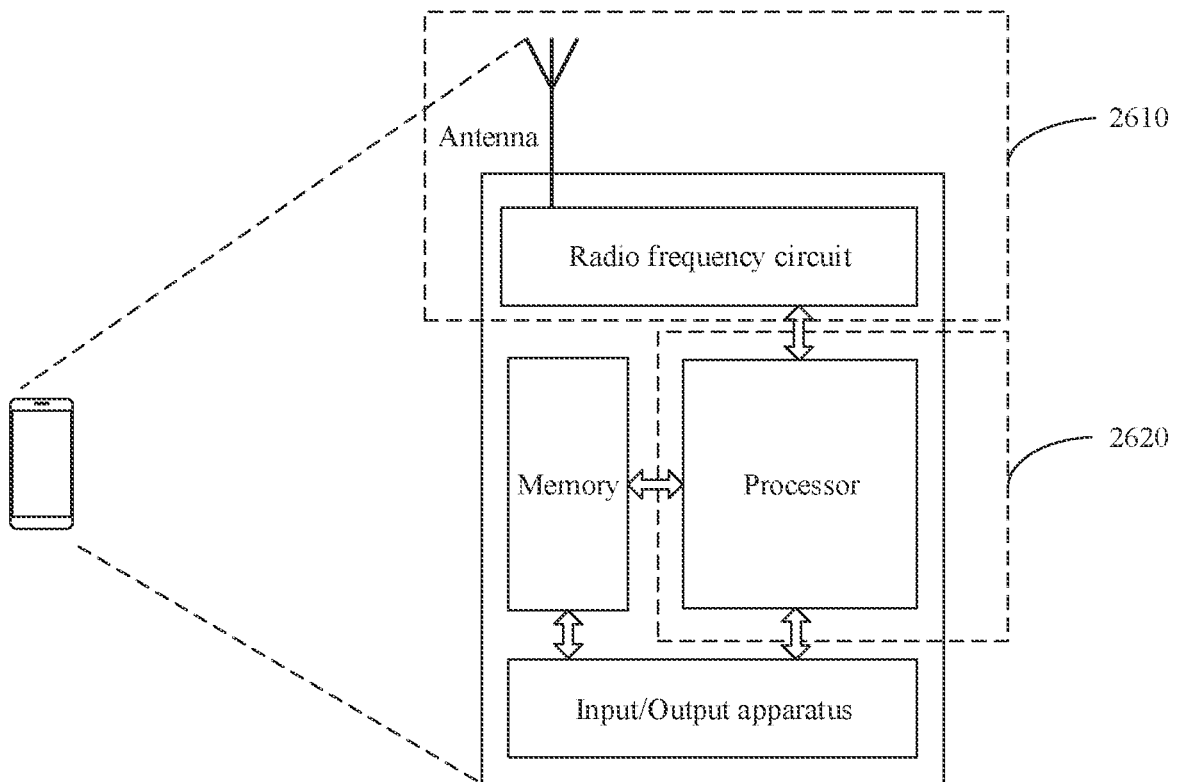 2610
Antenna
Radio frequency circuit
2620
Memory
Processor
Input/Output apparatus